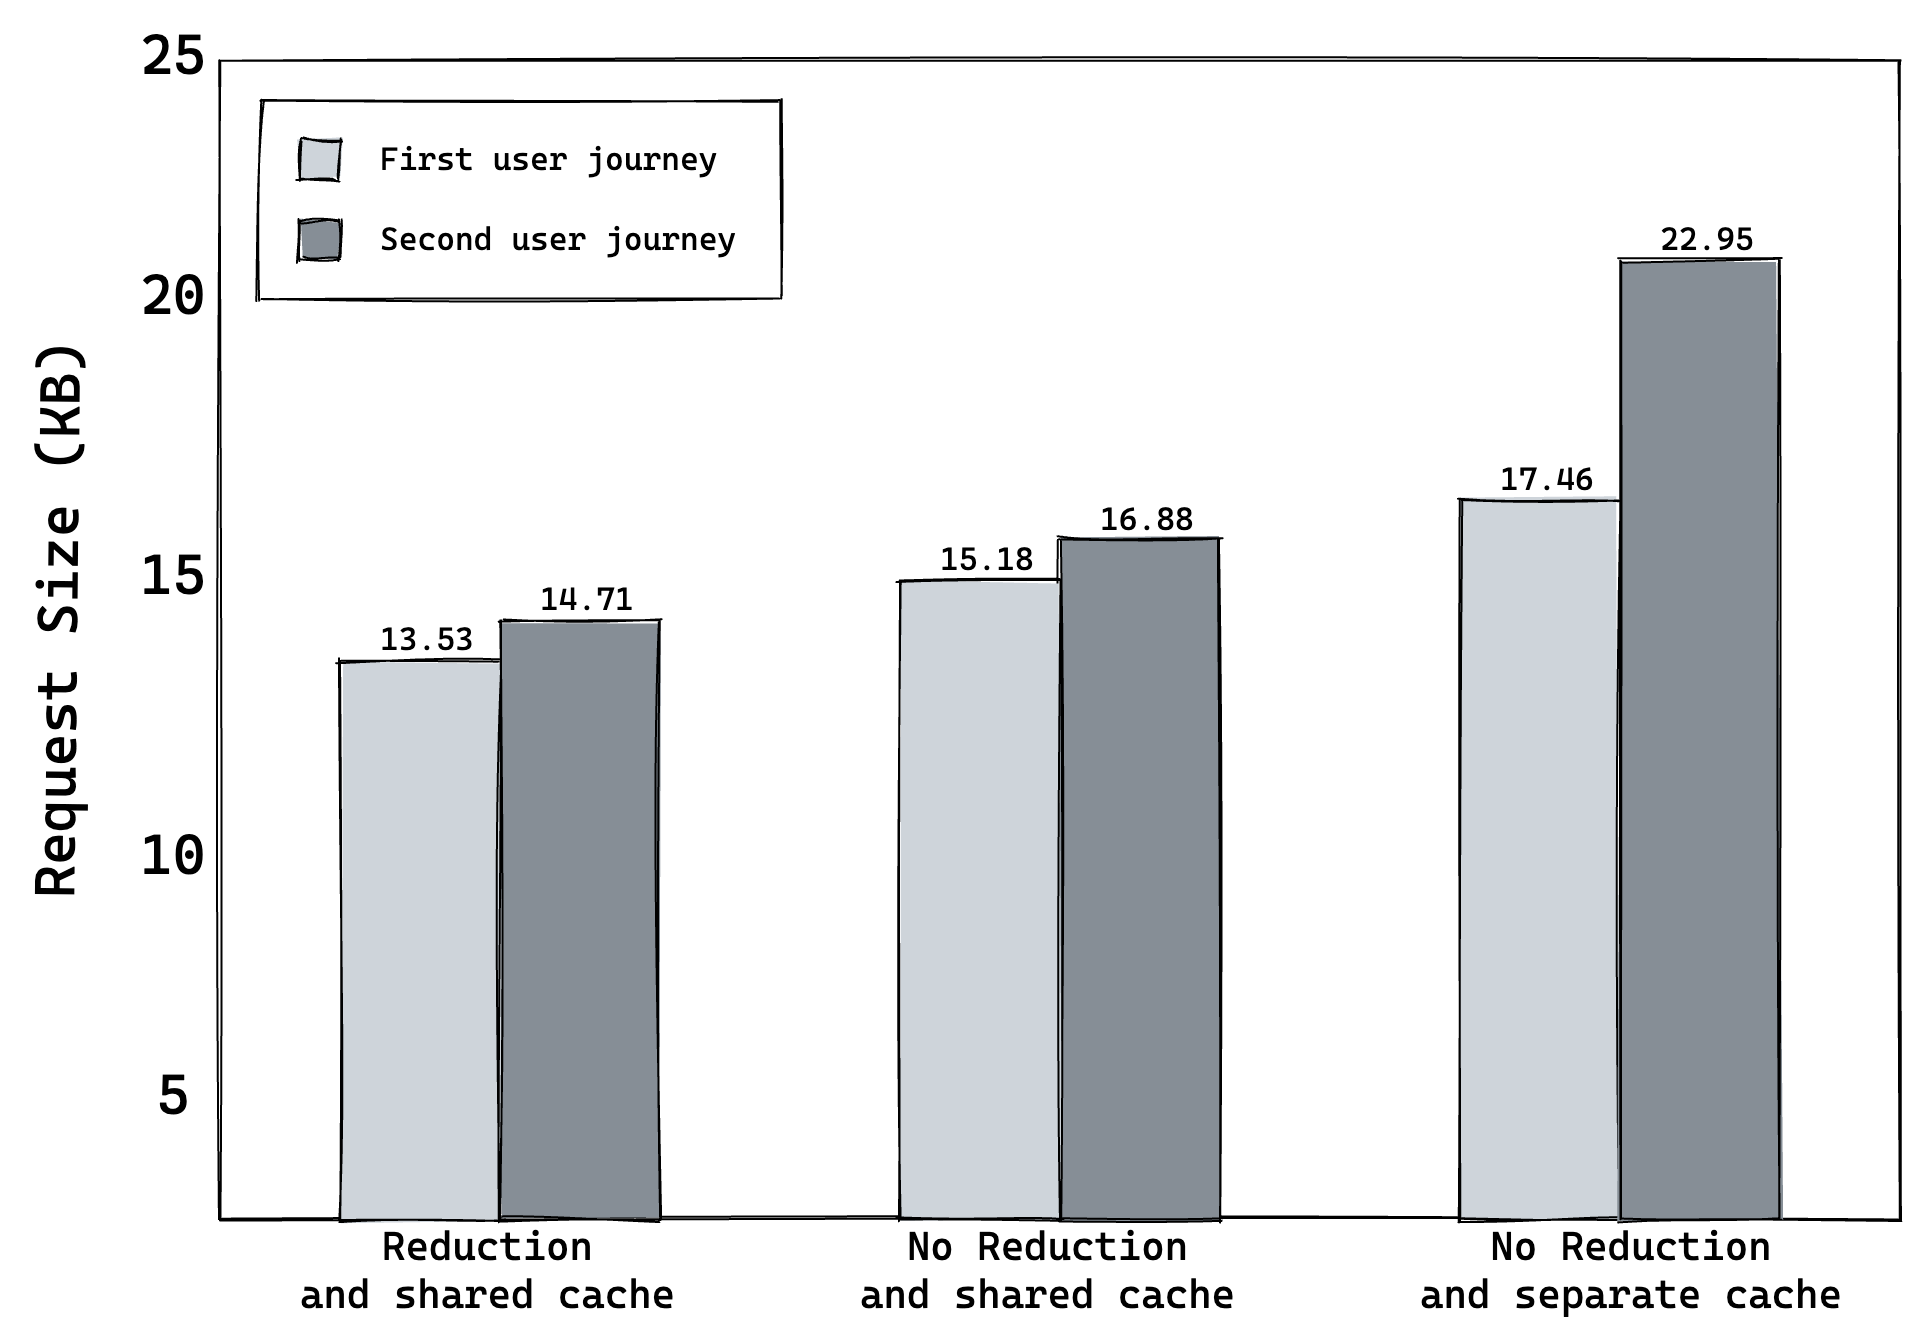 25
20
15
10
5
Request Size (kB)
First user journey
Second user journey
13.53
14.71
15.18
16.88
17.46
22.95
Reduction
and shared cache
No Reduction
and shared cache
No Reduction
and separate cache